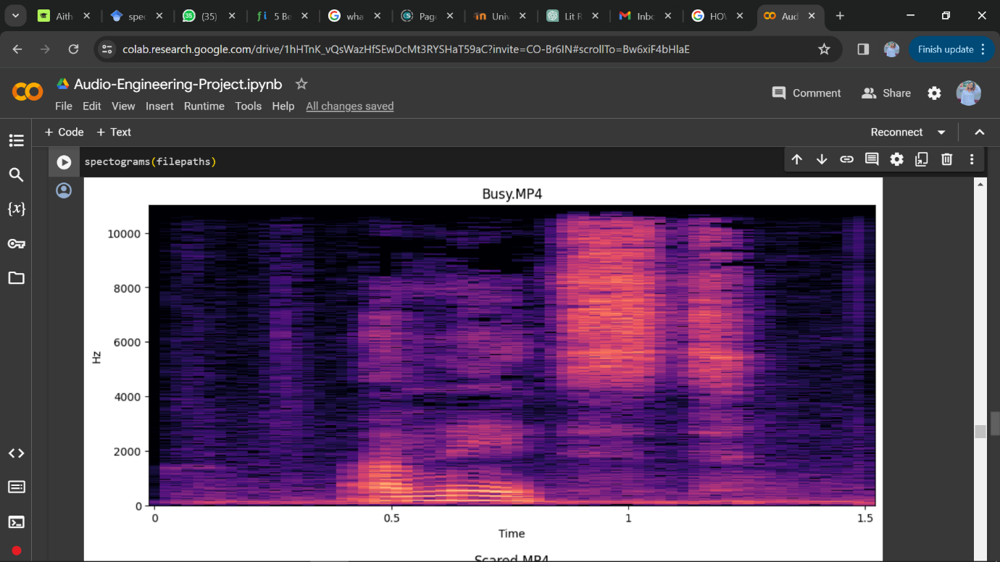 Aith
spec
(35)
5 Be
wha
Page
Univ
Lit R
Inbc
HOV
Aud
colab.research.google.com/drive/1hHTnK_vQsWazHfSEwDcMt3RYSHaT59aC?invite=CO-Br6IN#scrollTo=Bw6xiF4bHlaE
Finish update
Audio-Engineering-Project.ipynb
File Edit View Insert Runtime Tools Help All changes saved
Comment Share
+ Code + Text
Reconnect
spectograms(filepaths)
{x}
Busy.MP4
10000
8000
6000
4000
2000
0
Hz
0 0.5 1 1.5
Time
Scared.MP4